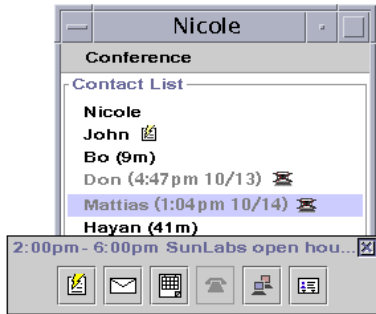 Nicole
Conference
Contact List
Nicole
John
Bo (9m)
Don (4:47pm 10/13)
Mattias (1:04pm 10/14)
Hayan (41m)
2:00pm- 6:00pm SunLabs open hou...